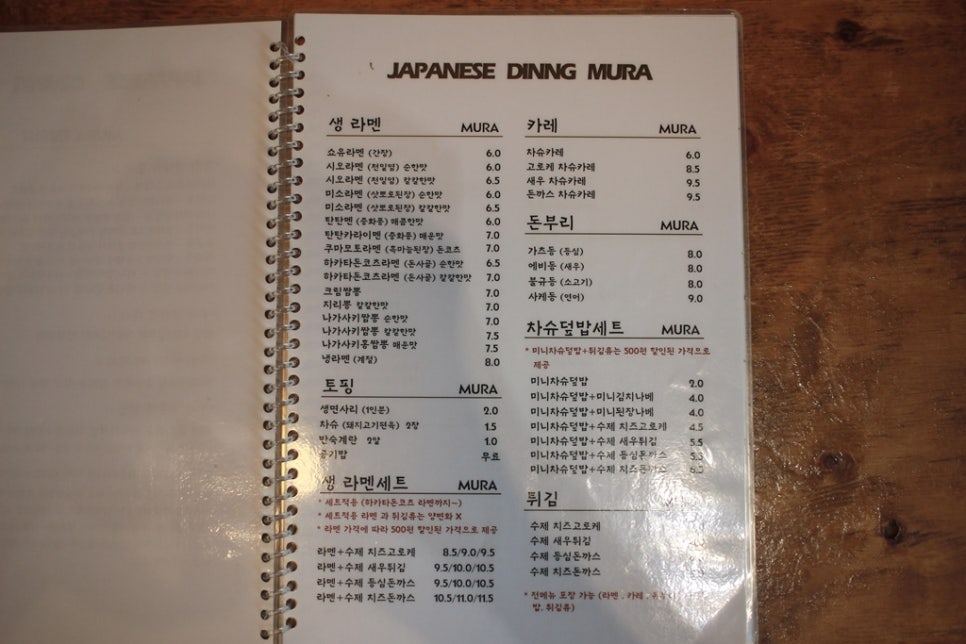 JAPANESE DINNG MURA
생 라멘 MURA
쇼유라멘 (간장) 6.0
시오라멘 (천일염) 순한맛 6.0
시오라멘 (천일염) 칼칼한맛 6.5
미소라멘 (삿뽀로된장) 순한맛 6.0
미소라멘 (삿뽀로된장) 칼칼한맛 6.5
탄탄멘 (중화풍) 매콤한맛 6.0
탄탄카라이멘 (중화풍) 매운맛 7.0
쿠마모토라멘 (흑마늘된장) 돈코츠 7.0
하카타돈코츠라멘 (돈사골) 순한맛 6.5
하카타돈코츠라멘 (돈사골) 칼칼한맛 7.0
크림짬뽕 7.0
지리뽕 칼칼한맛 7.0
나가사키짬뽕 순한맛 7.0
나가사키짬뽕 칼칼한맛 7.5
나가사키홍짬뽕 매운맛 7.5
냉라멘 (계절) 8.0
토핑 MURA
생면사리 (1인분) 2.0
차슈 (돼지고기편육) 2장 1.5
반숙계란 2알 1.0
공기밥 무료
생 라멘세트 MURA
* 세트적용 (하카타돈코츠 라멘까지~)
* 세트적용 라멘 과 튀김류는 양변화 X
* 라멘 가격에 따라 500원 할인된 가격으로 제공
라멘+수제 치즈고로케 8.5/9.0/9.5
라멘+수제 새우튀김 9.5/10.0/10.5
라멘+수제 등심돈까스 9.5/10.0/10.5
라멘+수제 치즈돈까스 10.5/11.0/11.5
카레 MURA
차슈카레 6.0
고로케 차슈카레 8.5
새우 차슈카레 9.5
돈까스 차슈카레 9.5
돈부리
가츠동 (등심) 8.0
에비동 (새우) 8.0
불규동 (소고기) 8.0
사케동 (연어) 9.0
차슈덮밥세트 MURA
* 미니차슈덮밥+튀김류는 500원 할인된 가격으로
제공
미니차슈덮밥 2.0
미니차슈덮밥+미니김치나베 4.0
미니차슈덮밥+미니된장나베 4.0
미니차슈덮밥+수제 치즈고로케 4.5
미니차슈덮밥+수제 새우튀김 5.5
미니차슈덮밥+수제 등심돈까스 5.5
미니차슈덮밥+수제 치즈돈까스 6.5
튀김
수제 치즈고로케
수제 새우튀김
수제 등심돈까스
수제 치즈돈까스
* 전메뉴 포장 가능 (라멘 , 카레 ,
밥, 튀김류)